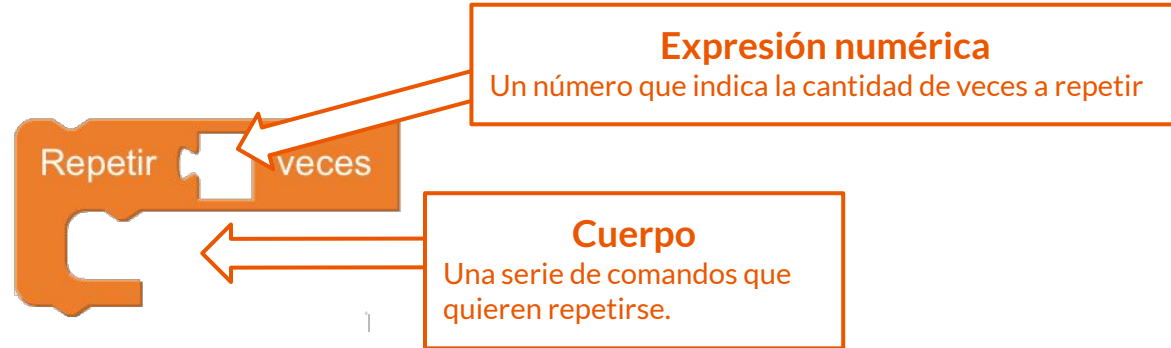 Expresión numérica
Un número que indica la cantidad de veces a repetir
Repetir veces
Cuerpo
Una serie de comandos que
quieren repetirse.